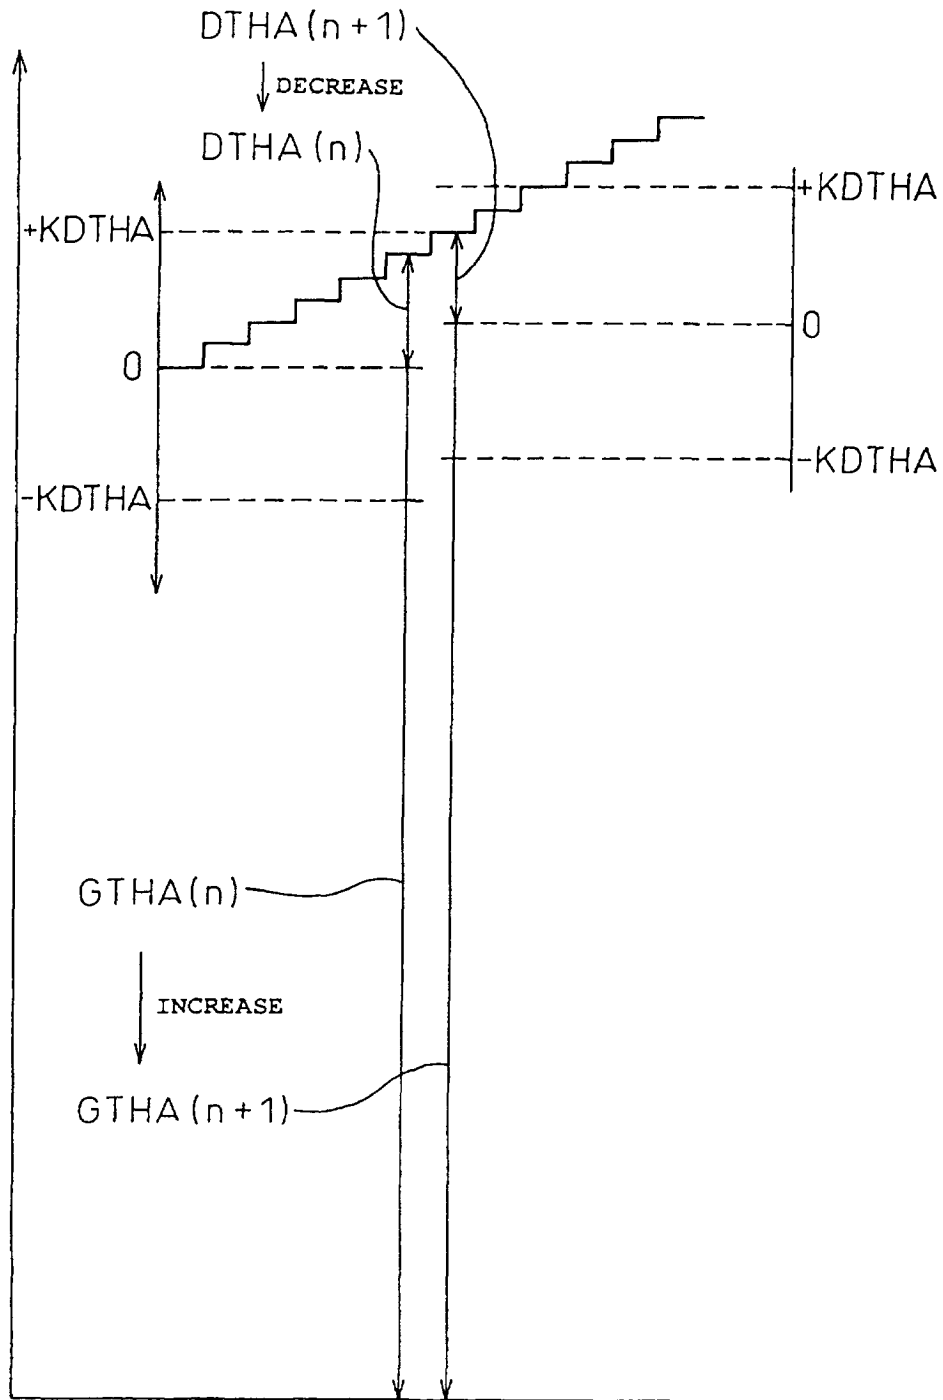 DTHA(n+1)
DECREASE
DTHA(n)
+KDTHA
+KDTHA
0
0
-KDTHA
-KDTHA
GTHA(n)
INCREASE
GTHA(n+1)